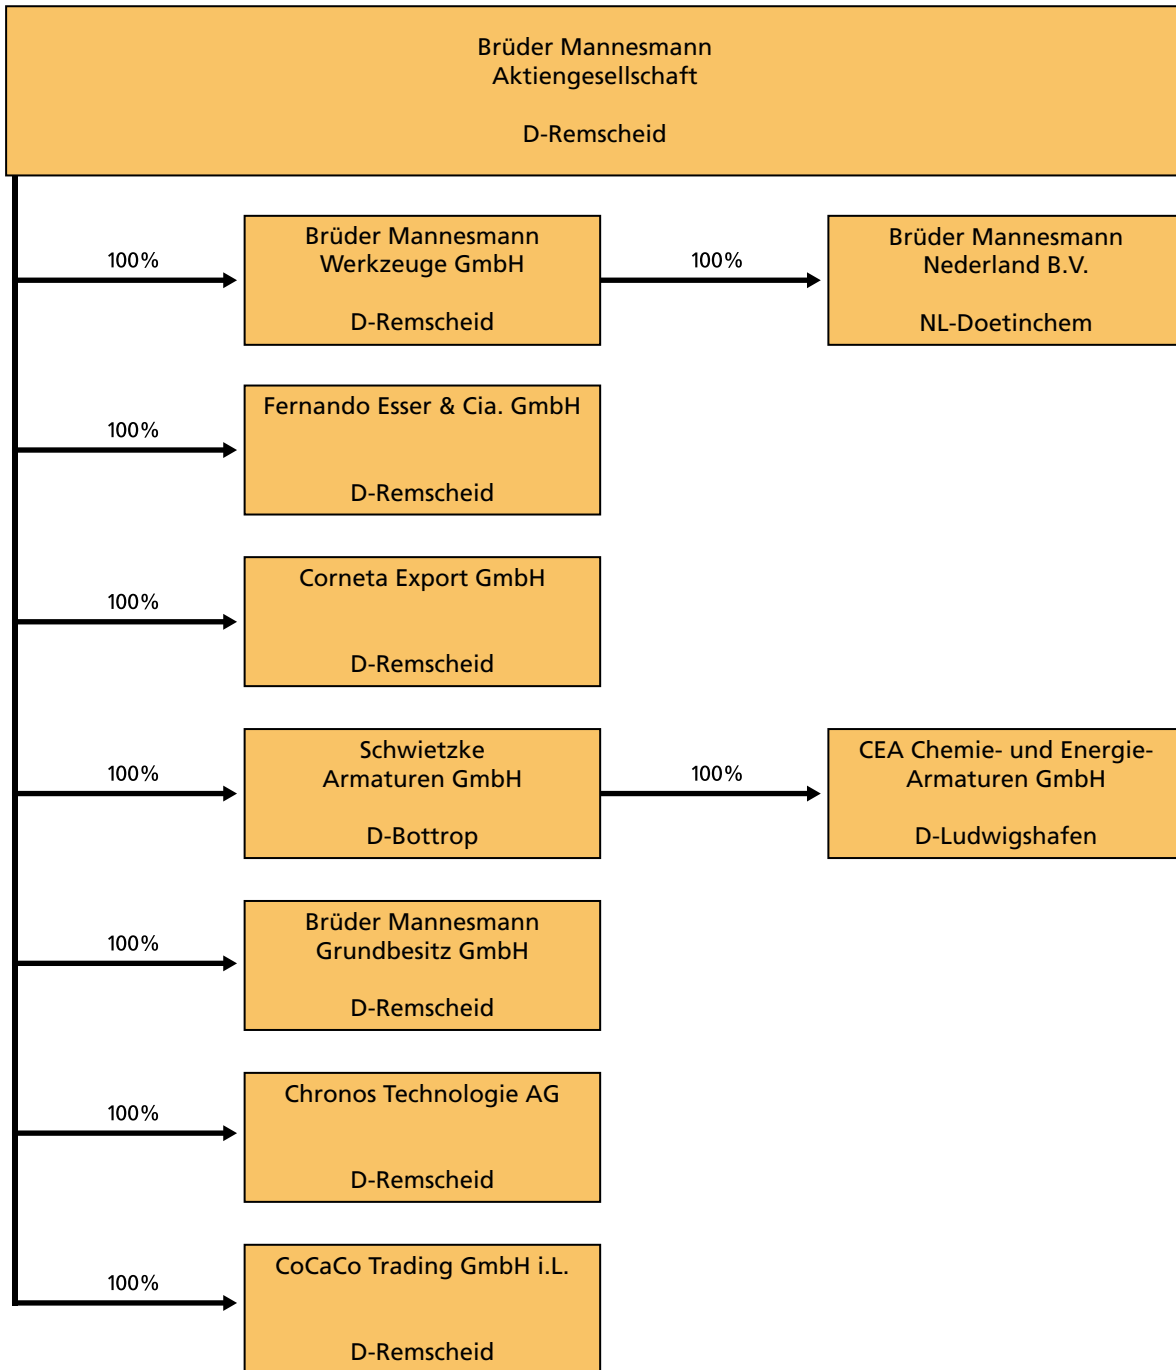 Brüder Mannesmann
Aktiengesellschaft
D-Remscheid
100%
Brüder Mannesmann
Werkzeuge GmbH
D-Remscheid
100%
Brüder Mannesmann
Nederland B.V.
NL-Doetinchem
100%
Fernando Esser & Cia. GmbH
D-Remscheid
100%
Corneta Export GmbH
D-Remscheid
100%
Schwietzke
Armaturen GmbH
D-Bottrop
100%
CEA Chemie- und Energie-
Armaturen GmbH
D-Ludwigshafen
100%
Brüder Mannesmann
Grundbesitz GmbH
D-Remscheid
100%
Chronos Technologie AG
D-Remscheid
100%
CoCaCo Trading GmbH i.L.
D-Remscheid